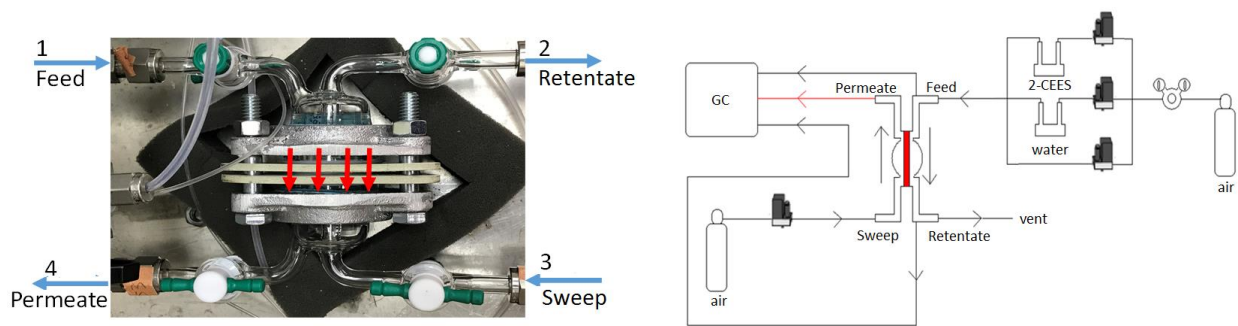 1
Feed
2
Retentate
4
Permeate
3
Sweep
GC
Permeate
Feed
2-CEES
water
air
Sweep
Retentate
vent
air